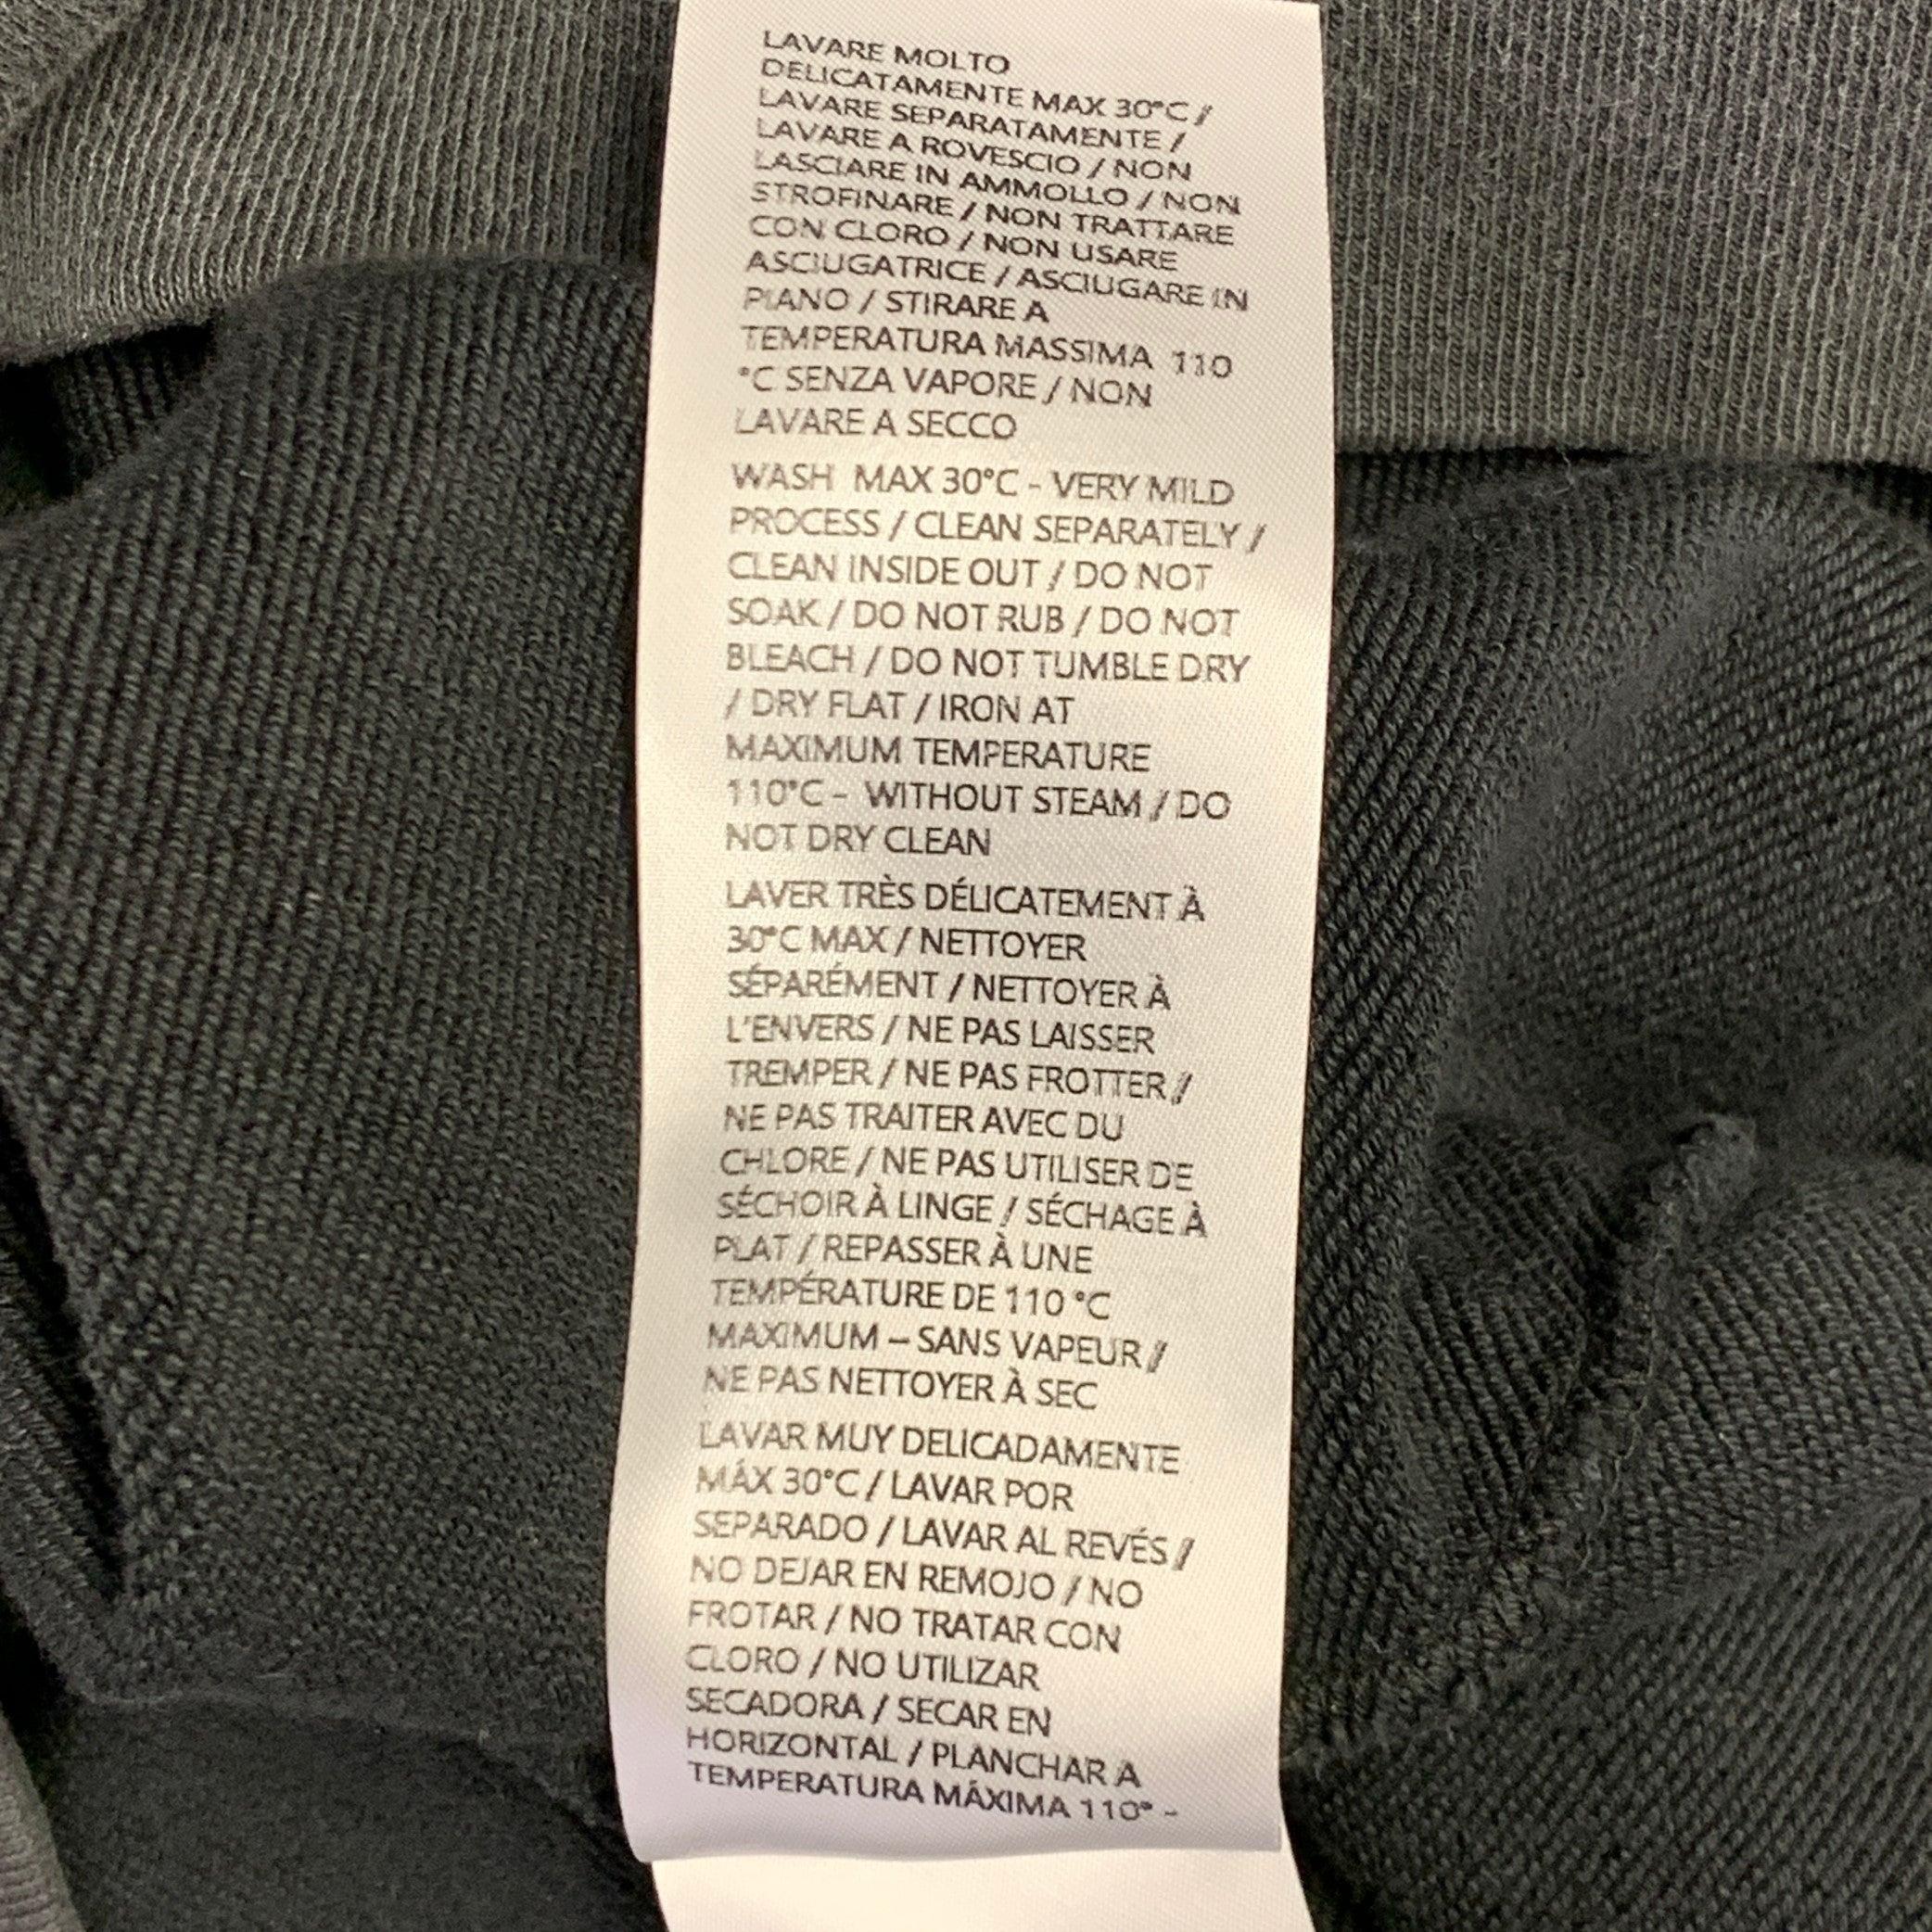 LAVARE MOLTO
DELICATAMENTE MAX 30°C /
LAVARE SEPARATAMENTE /
LAVARE A ROVESCIO / NON
LASCIARE IN AMMOLLO / NON
STROFINARE / NON TRATTARE
CON CLORO / NON USARE
ASCIUGATRICE / ASCIUGARE IN
PIANO / STIRARE A
TEMPERATURA MASSIMA 110
°C SENZA VAPORE / NON
LAVARE A SECCO
WASH MAX 30°C - VERY MILD
PROCESS / CLEAN SEPARATELY /
CLEAN INSIDE OUT / DO NOT
SOAK / DO NOT RUB / DO NOT
BLEACH / DO NOT TUMBLE DRY
/ DRY FLAT / IRON AT
MAXIMUM TEMPERATURE
110°C - WITHOUT STEAM / DO
NOT DRY CLEAN
LAVER TRÈS DÉLICATEMENT À
30°C MAX / NETTOYER
SÉPARÉMENT / NETTOYER À
L'ENVERS / NE PAS LAISSER
TREMPER / NE PAS FROTTER /
NE PAS TRAITER AVEC DU
CHLORE / NE PAS UTILISER DE
SÉCHOIR À LINGE / SÉCHAGE À
PLAT / REPASSER À UNE
TEMPÉRATURE DE 110 °C
MAXIMUM – SANS VAPEUR /
NE PAS NETTOYER À SEC
LAVAR MUY DELICADAMENTE
MÁX 30°C / LAVAR POR
SEPARADO / LAVAR AL REVÉS /
NO DEJAR EN REMOJO / NO
FROTAR / NO TRATAR CON
CLORO / NO UTILIZAR
SECADORA / SECAR EN
HORIZONTAL / PLANCHAR A
TEMPERATURA MÁXIMA 110° -